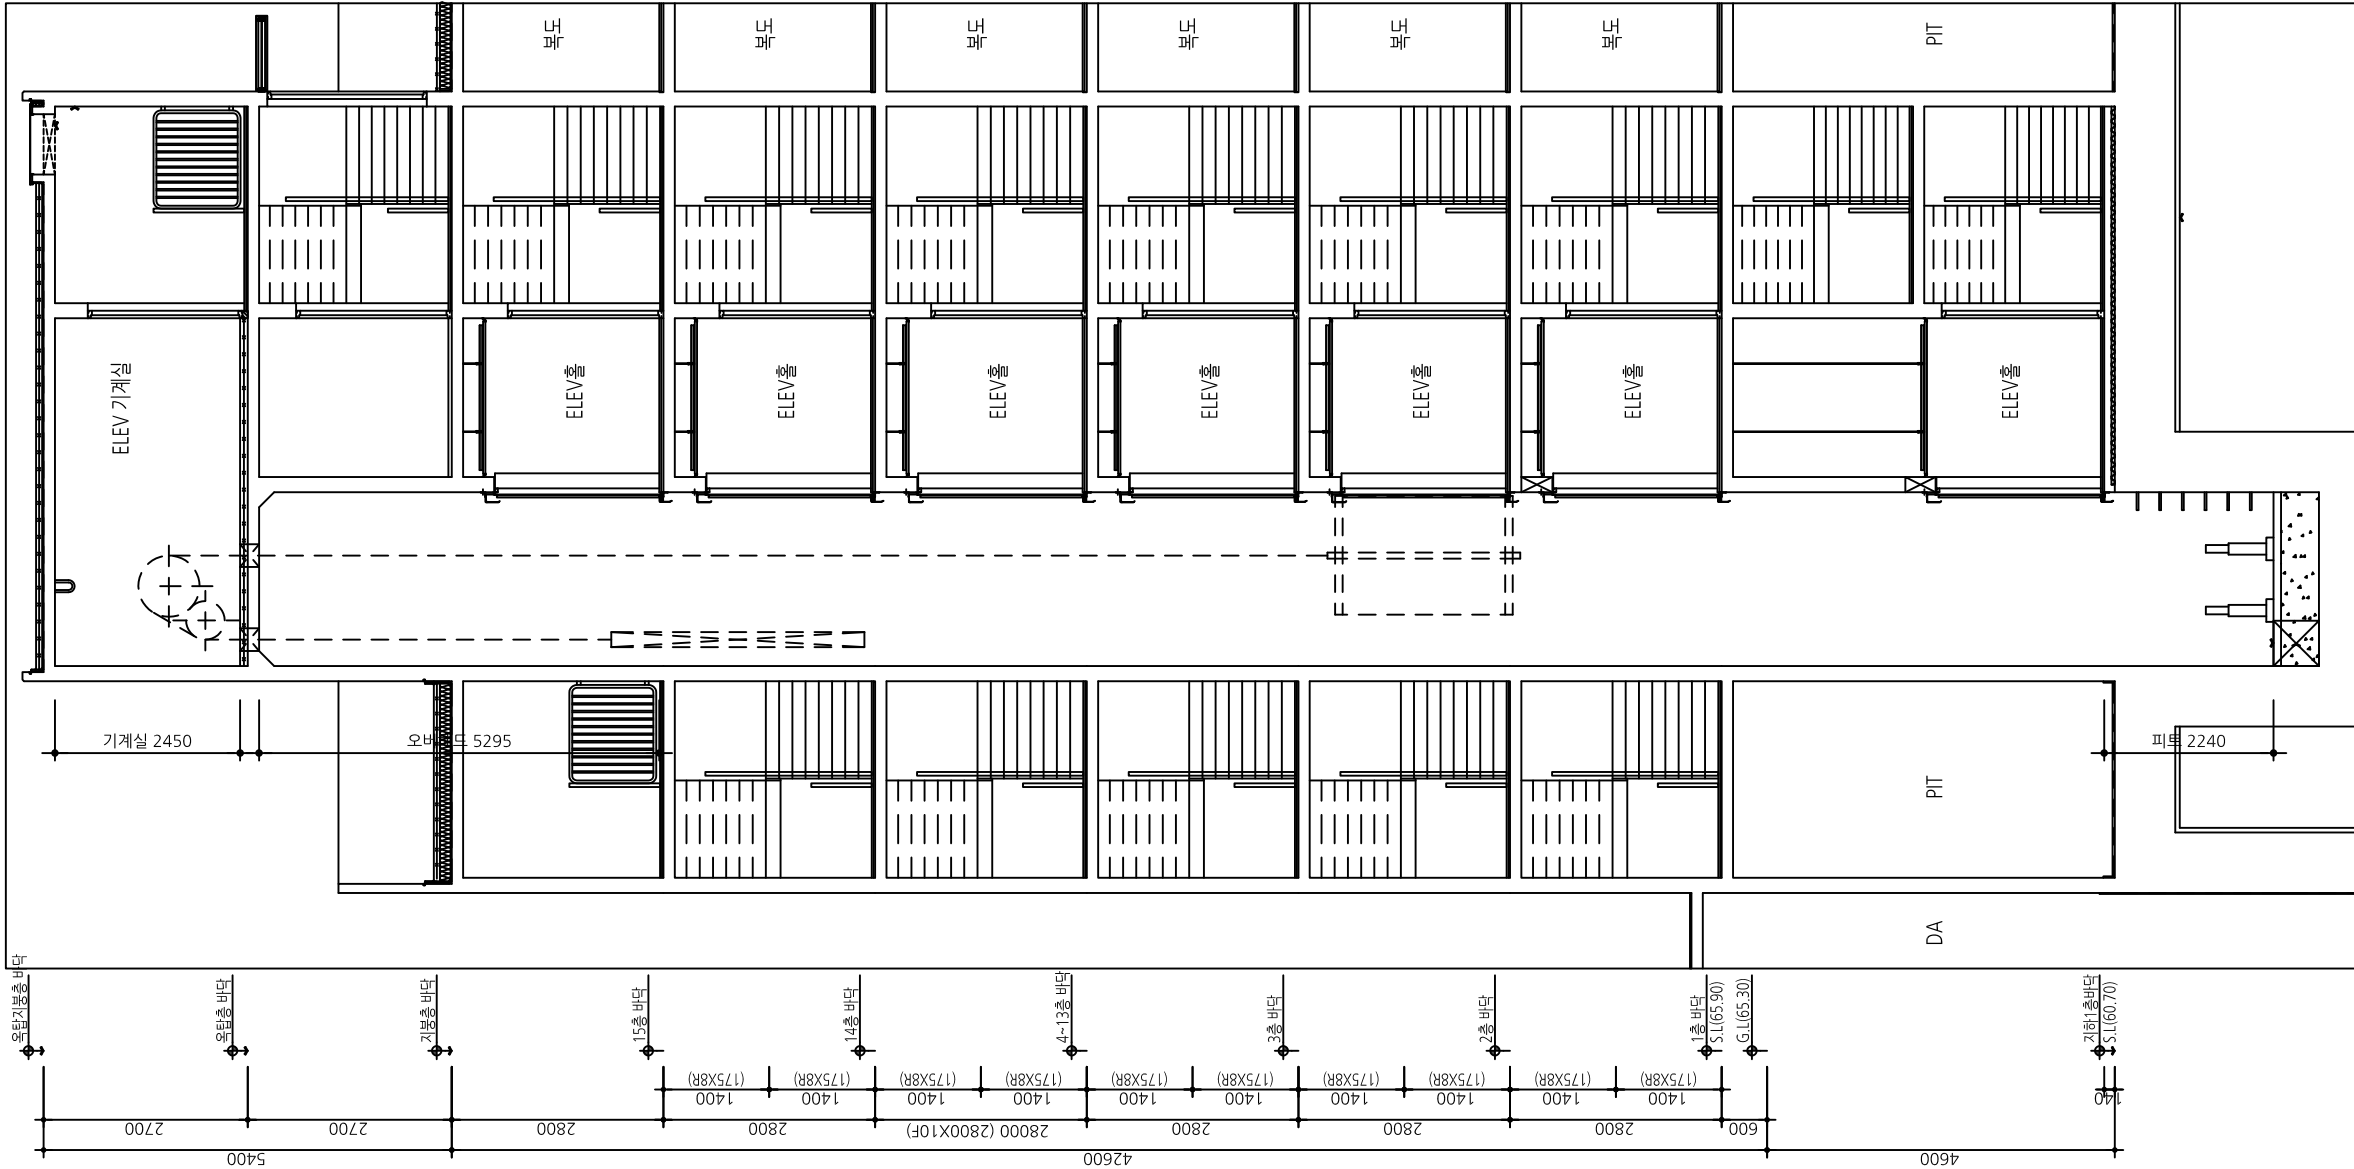 복도
복도
복도
복도
복도
복도
PIT
ELEV 기계실
ELEV홀
ELEV홀
ELEV홀
ELEV홀
ELEV홀
ELEV홀
ELEV홀
기계실 2450
5295
피트 2240
PIT
DA
옥탑지붕층 바닥
옥탑층 바닥
지붕층 바닥
15층 바닥
14층 바닥
4~13층 바닥
3층 바닥
2층 바닥
1층 바닥
S.L(65.90)
G.L(65.30)
지하1층바닥
S.L(60.70)
(175X8R)
(175X8R)
(175X8R)
(175X8R)
(175X8R)
(175X8R)
(175X8R)
(175X8R)
(175X8R)
(175X8R)
1400
1400
1400
1400
1400
1400
1400
1400
1400
1400
140
2700
2700
2800
2800
28000 (2800X10F)
2800
2800
2800
600
5400
42600
4600